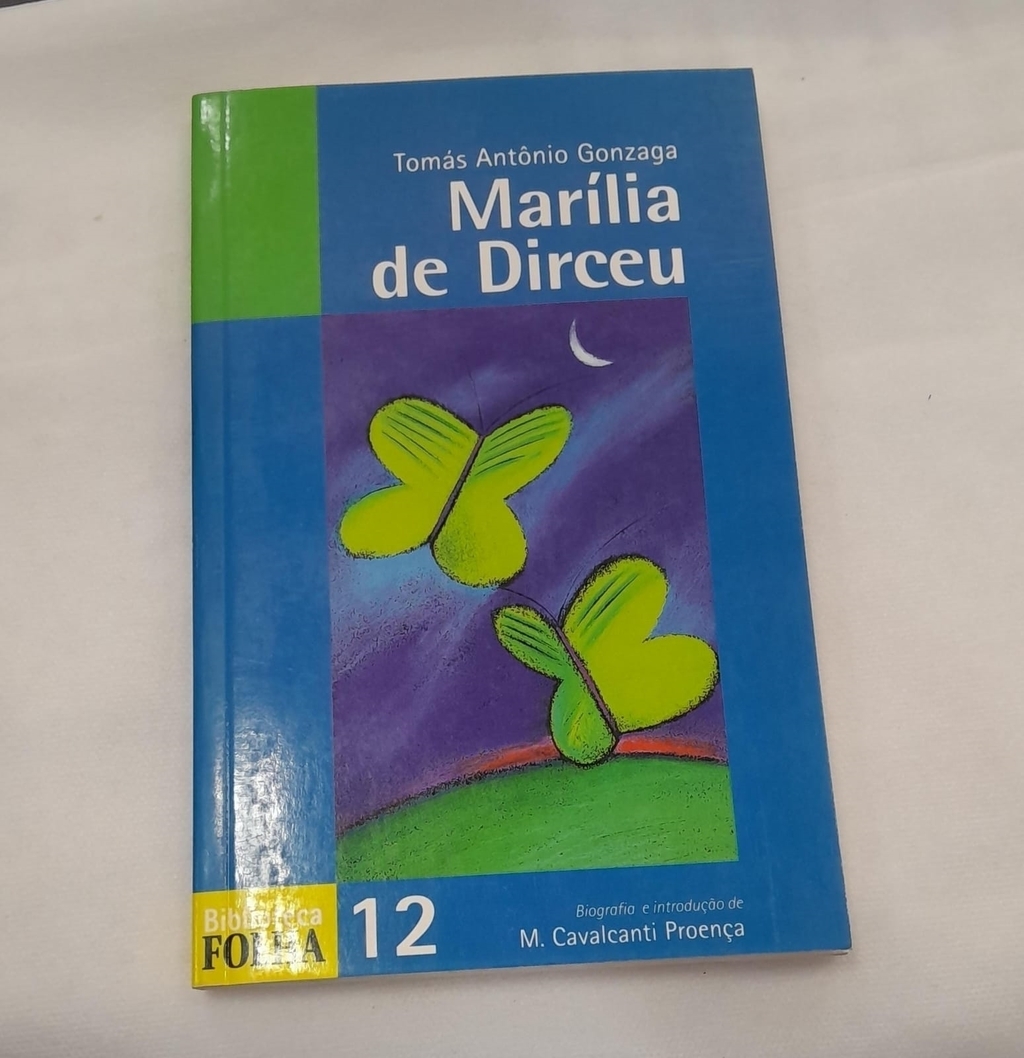 Tomás Antônio Gonzaga
Marília
de Dirceu
Biblioteca
FOLHA
12
Biografia e introdução de
M. Cavalcanti Proença